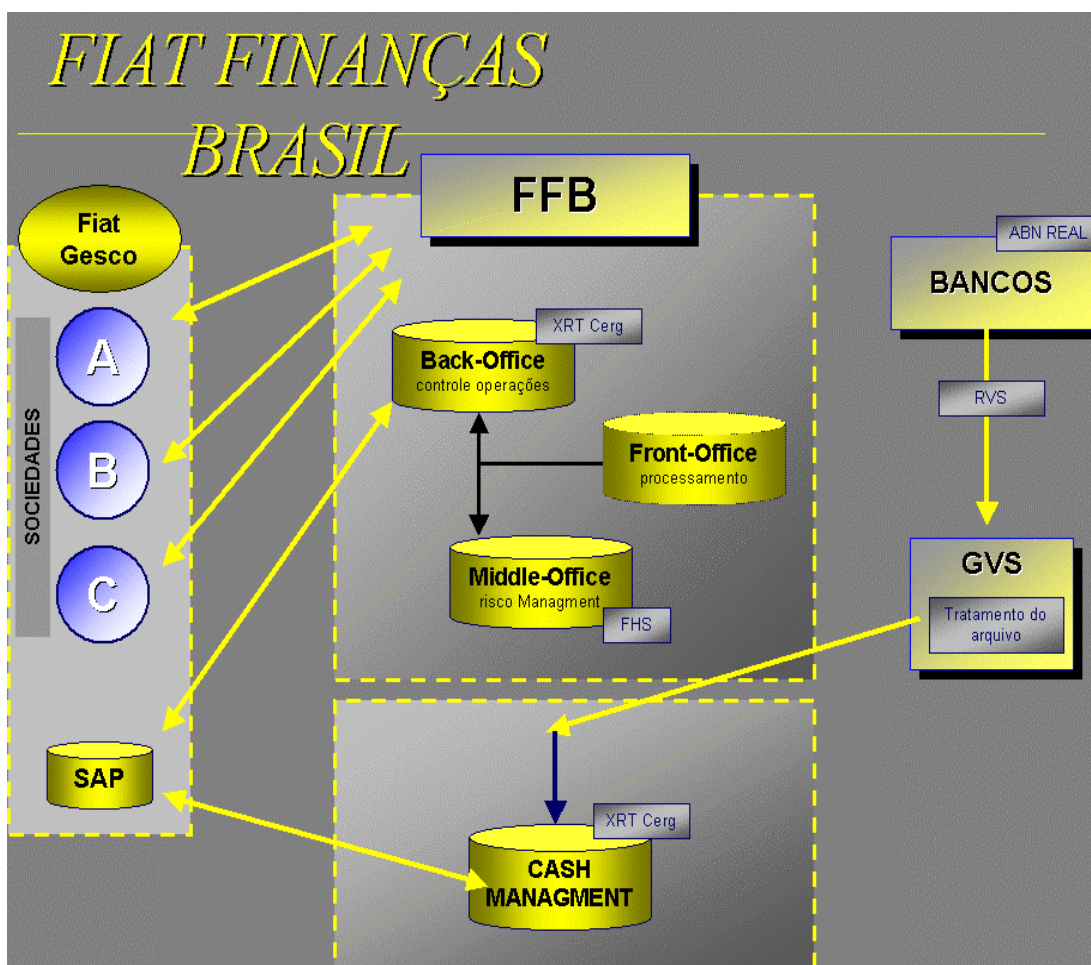 FIAT FINANÇAS
BRASIL
Fiat
Gesco
SOCIEDADES
A
B
C
SAP
FFB
XRT Cerg
Back-Office
controle operações
Front-Office
processamento
Middle-Office
risco Managment
FHS
XRT Cerg
CASH
MANAGMENT
ABN REAL
BANCOS
RVS
GVS
Tratamento do
arquivo